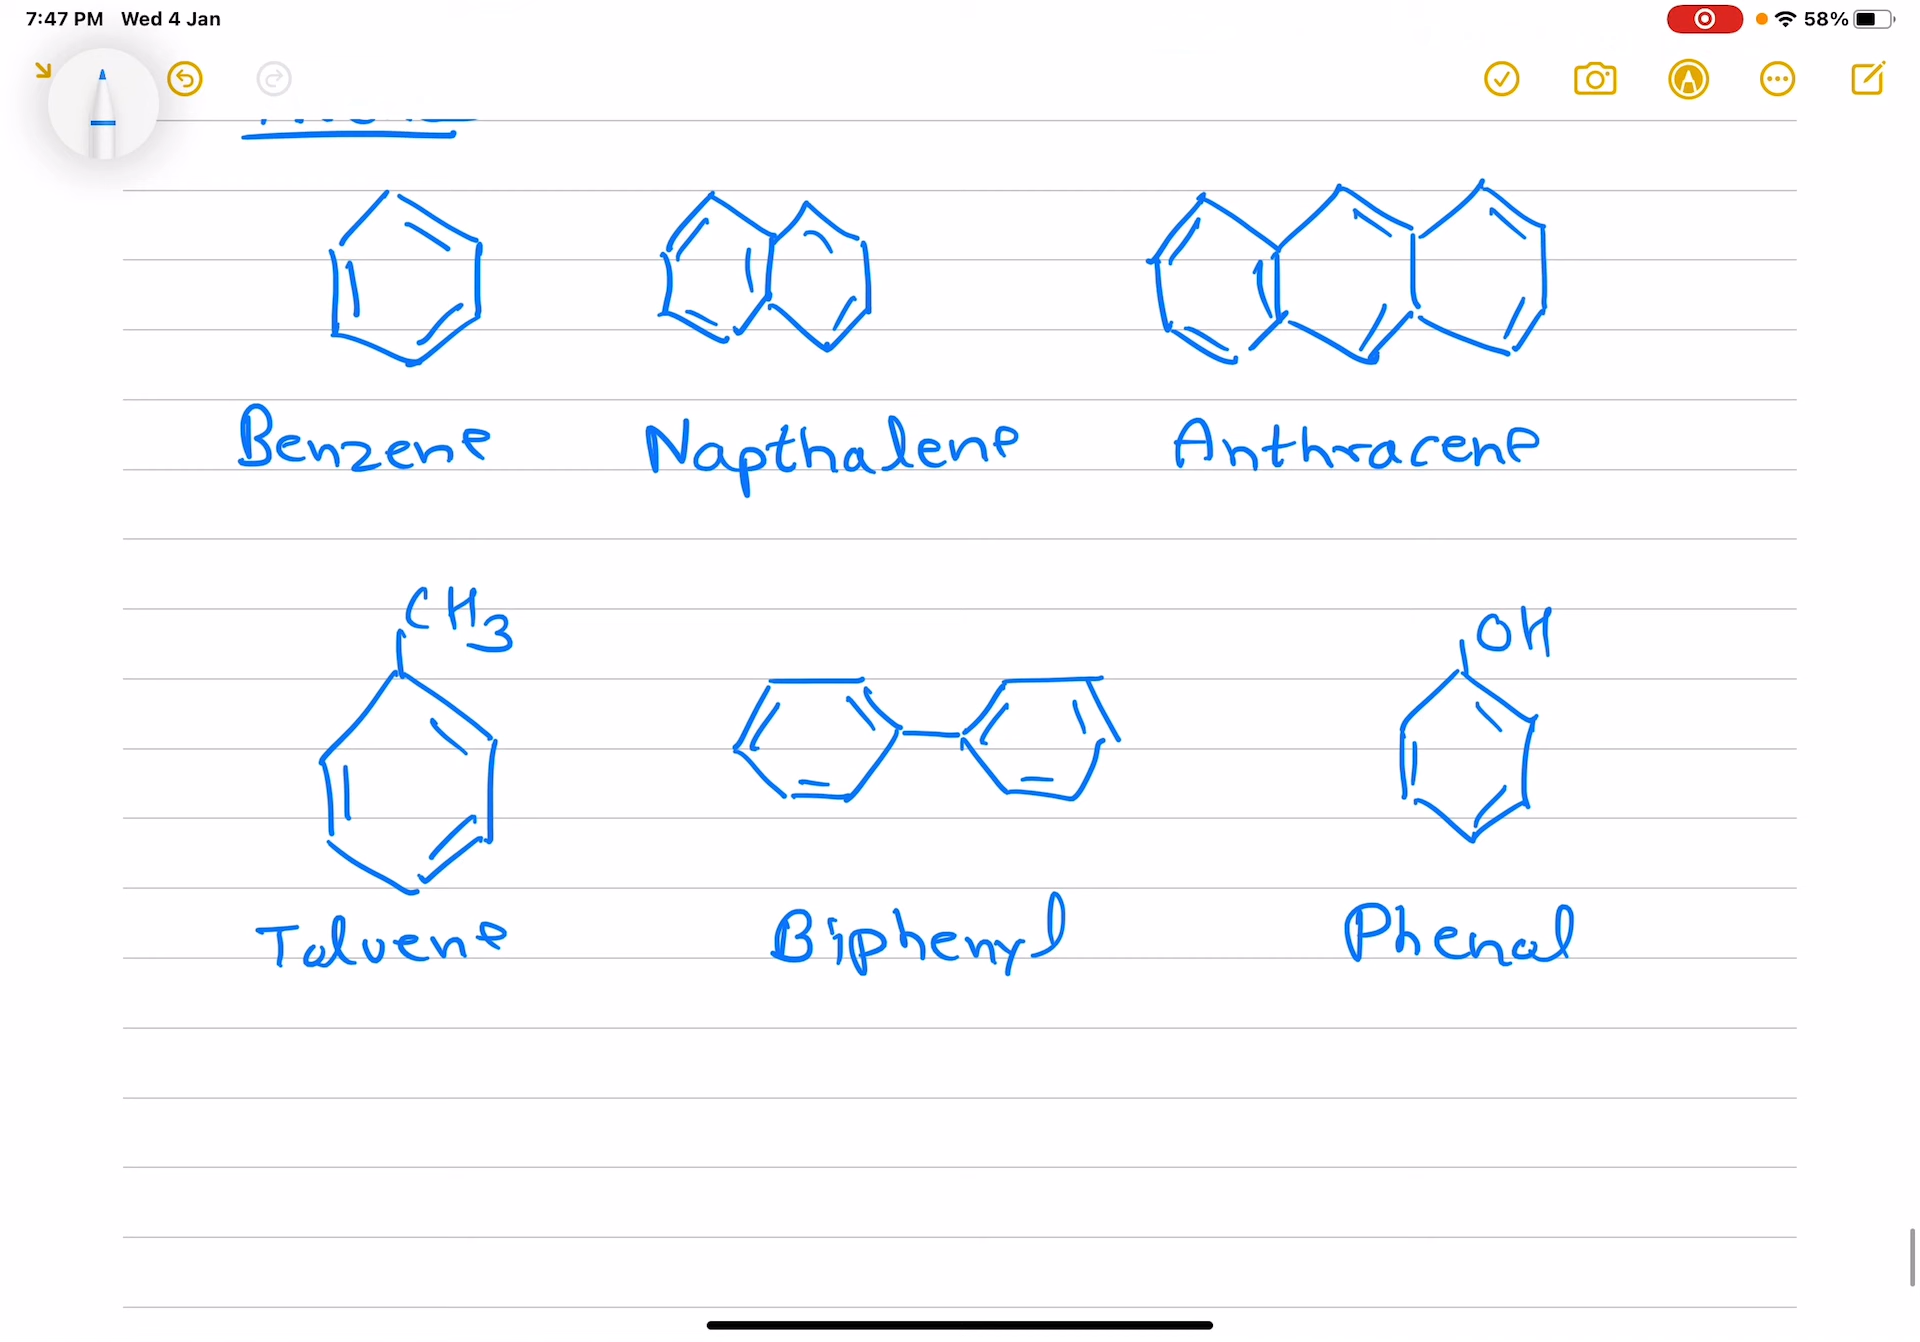 7:47 PM Wed 4 Jan
58%
Benzene Napthalene Anthracene
CH3
OH
Toluene Biphenyl Phenol